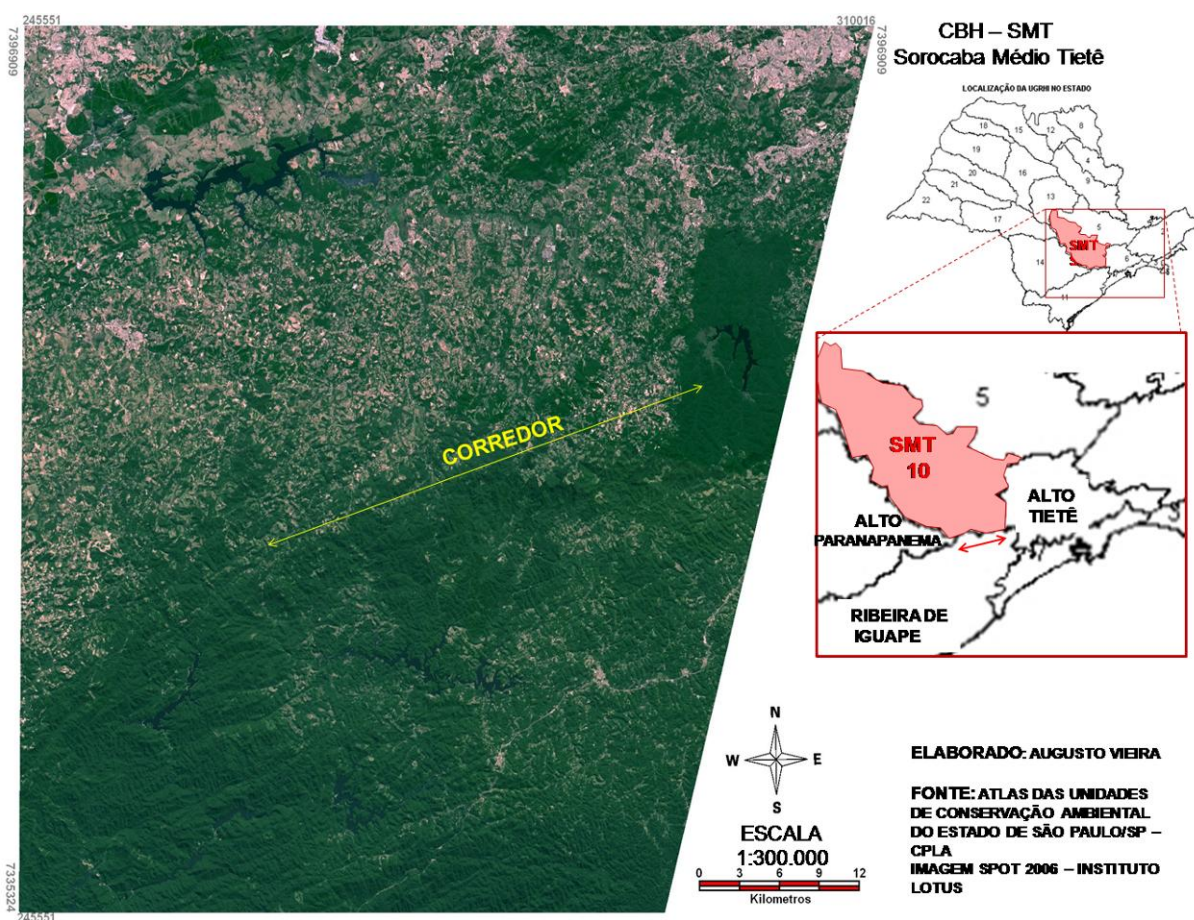 245551
310016
7396909
7396909
CBH – SMT
Sorocaba Médio Tietê
LOCALIZAÇÃO DA UGRHI NO ESTADO
18
15
12
8
19
4
20
16
9
21
13
22
17
5
2
SMT
14
6
11
CORREDOR
5
SMT
10
ALTO
TIETÊ
3
ALTO
PARANAPANEMA
RIBEIRA DE
IGUAPE
N
W
E
S
ESCALA
1:300.000
0 3 6 9 12
Kilometros
ELABORADO: AUGUSTO VIEIRA
FONTE: ATLAS DAS UNIDADES
DE CONSERVAÇÃO AMBIENTAL
DO ESTADO DE SÃO PAULO/SP –
CPLA
IMAGEM SPOT 2006 – INSTITUTO
LOTUS
7335324
245551